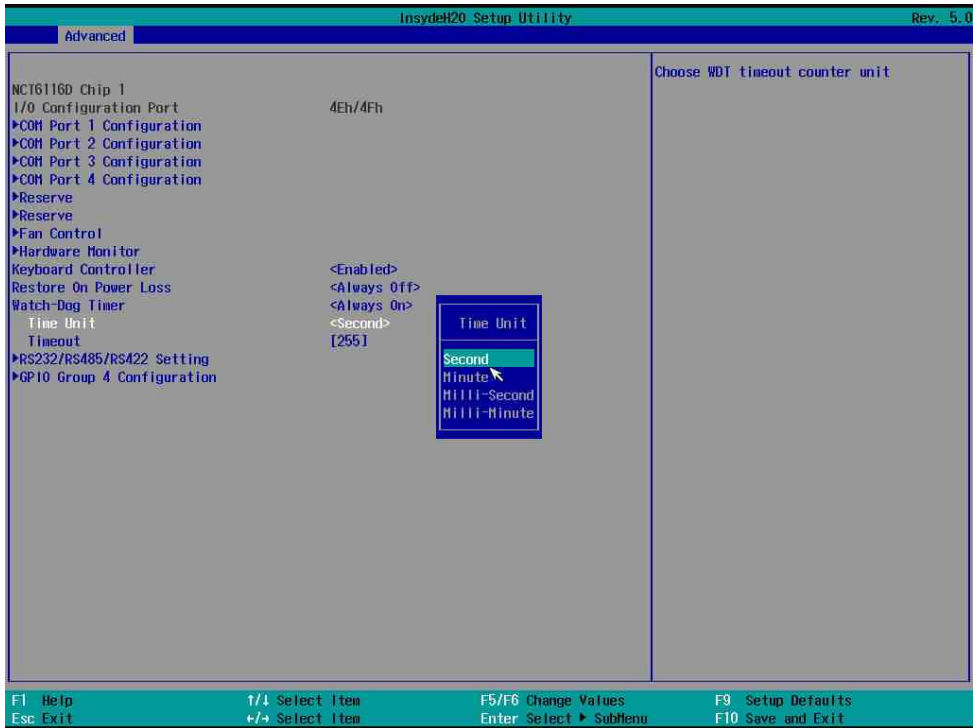 InsydeH20 Setup Utility Rev. 5.0
Advanced
Choose WDT timeout counter unit
NCT6116D Chip 1
I/O Configuration Port 4Eh/4Fh
▶COM Port 1 Configuration
▶COM Port 2 Configuration
▶COM Port 3 Configuration
▶COM Port 4 Configuration
▶Reserve
▶Reserve
▶Fan Control
▶Hardware Monitor
Keyboard Controller <Enabled>
Restore On Power Loss <Always Off>
Watch-Dog Timer <Always On>
Time Unit <Second>
Timeout [255]
▶RS232/RS485/RS422 Setting
▶GPIO Group 4 Configuration
Time Unit
Second
Minute
Milli-Second
Milli-Minute
F1 Help ↑/↓ Select Item F5/F6 Change Values F9 Setup Defaults
Esc Exit ←/→ Select Item Enter Select ▶ SubMenu F10 Save and Exit